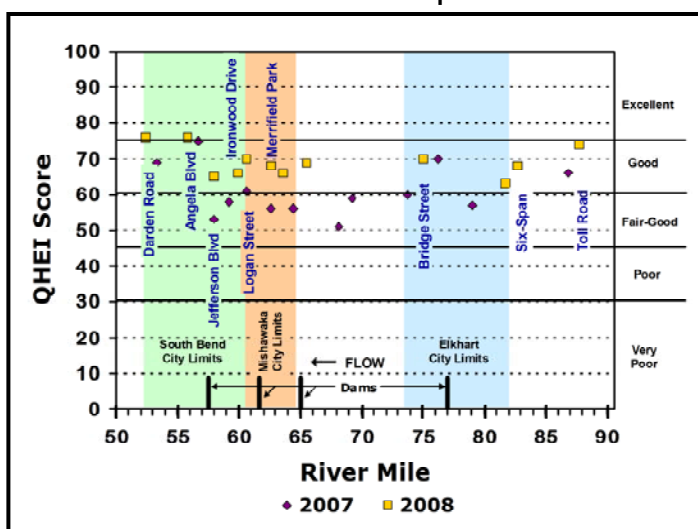 100
90
80
70
60
50
40
30
20
10
0
QHEI Score
Darden Road
Angela Blvd
Jefferson Blvd
Ironwood Drive
Logan Street
Merrifield Park
Bridge Street
Six-Span
Toll Road
Excellent
Good
Fair-Good
Poor
Very
Poor
South Bend
City Limits
Mishawaka
City Limits
FLOW
Elkhart
City Limits
Dams
50 55 60 65 70 75 80 85 90
River Mile
2007 2008